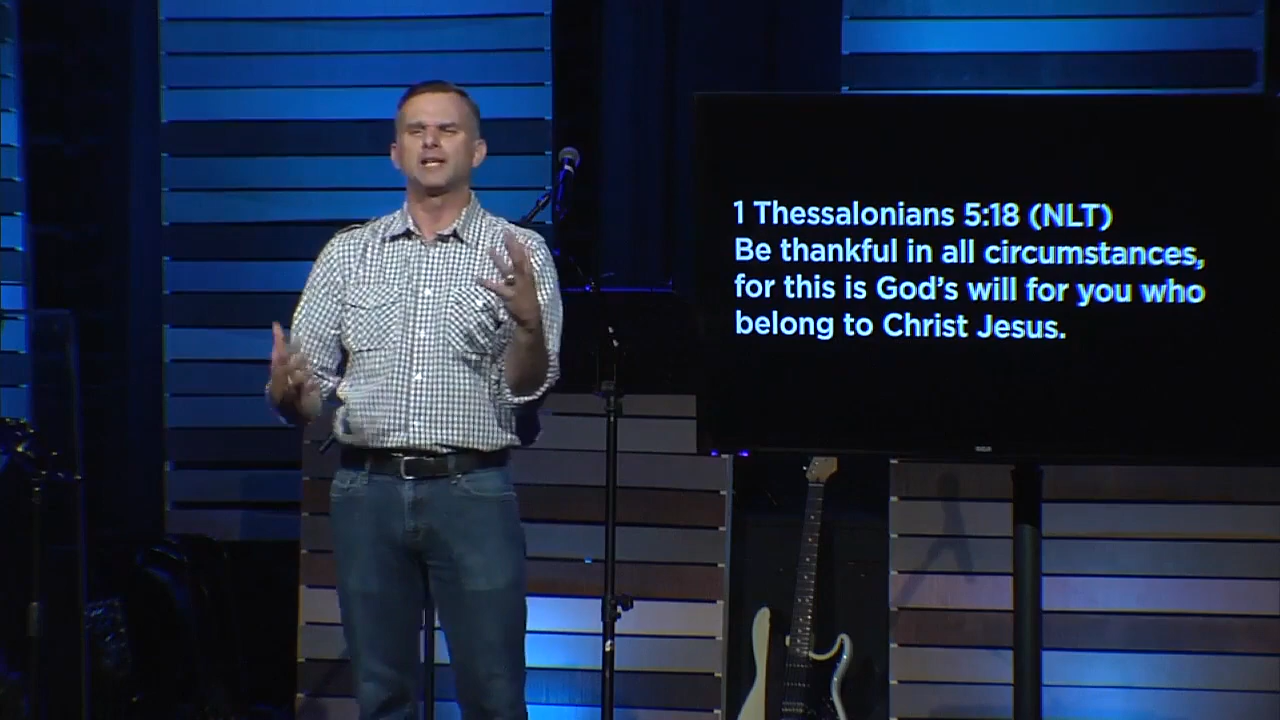 1 Thessalonians 5:18 (NLT)
Be thankful in all circumstances,
for this is God's will for you who
belong to Christ Jesus.
RCA